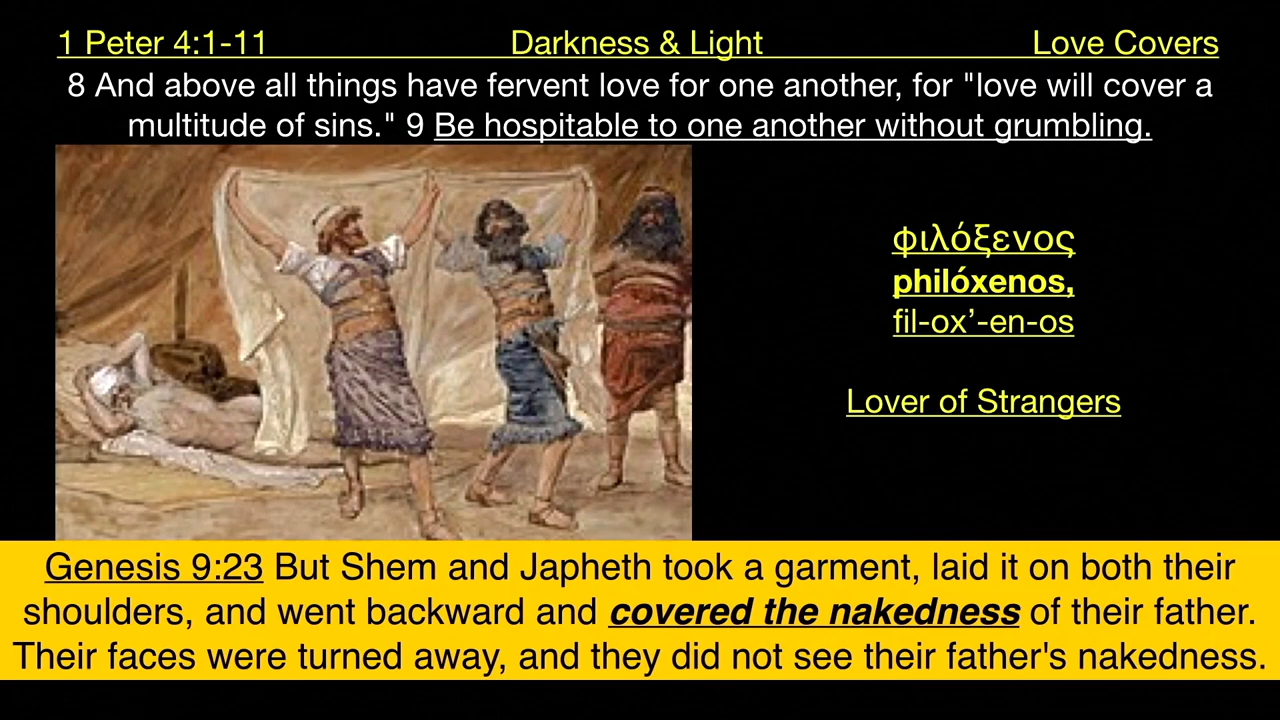 1 Peter 4:1-11 Darkness & Light Love Covers
8 And above all things have fervent love for one another, for "love will cover a
multitude of sins." 9 Be hospitable to one another without grumbling.
φιλόξενος
philóxenos,
fil-ox’-en-os
Lover of Strangers
Genesis 9:23 But Shem and Japheth took a garment, laid it on both their
shoulders, and went backward and covered the nakedness of their father.
Their faces were turned away, and they did not see their father's nakedness.